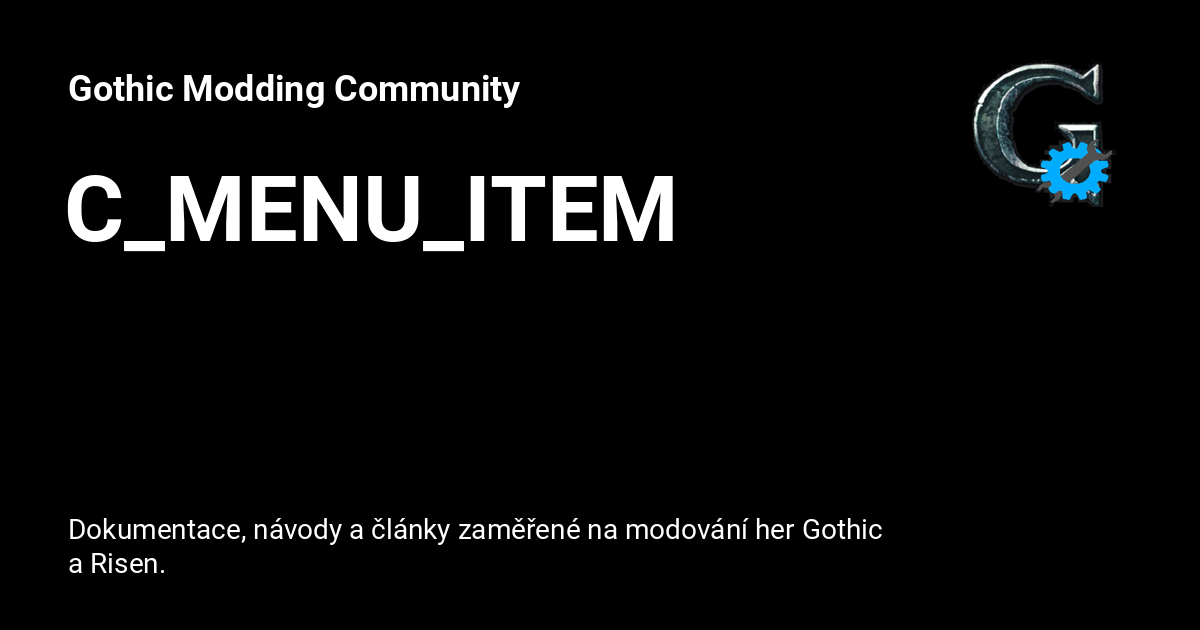 Gothic Modding Community
C_MENU_ITEM
Dokumentace, návody a články zaměřené na modování her Gothic
a Risen.